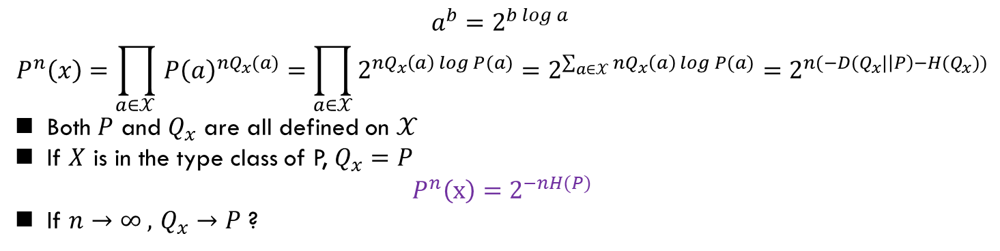 $a^b = 2^{b \log a}$
$P^n(x) = \prod_{a \in \mathcal{X}} P(a)^{nQ_x(a)} = \prod_{a \in \mathcal{X}} 2^{nQ_x(a) \log P(a)} = 2^{\sum_{a \in \mathcal{X}} nQ_x(a) \log P(a)} = 2^{n(-D(Q_x||P)-H(Q_x))}$
■ Both $P$ and $Q_x$ are all defined on $\mathcal{X}$
■ If $X$ is in the type class of P, $Q_x = P$
$P^n(\mathrm{x}) = 2^{-nH(P)}$
■ If $n \to \infty$ , $Q_x \to P$ ?